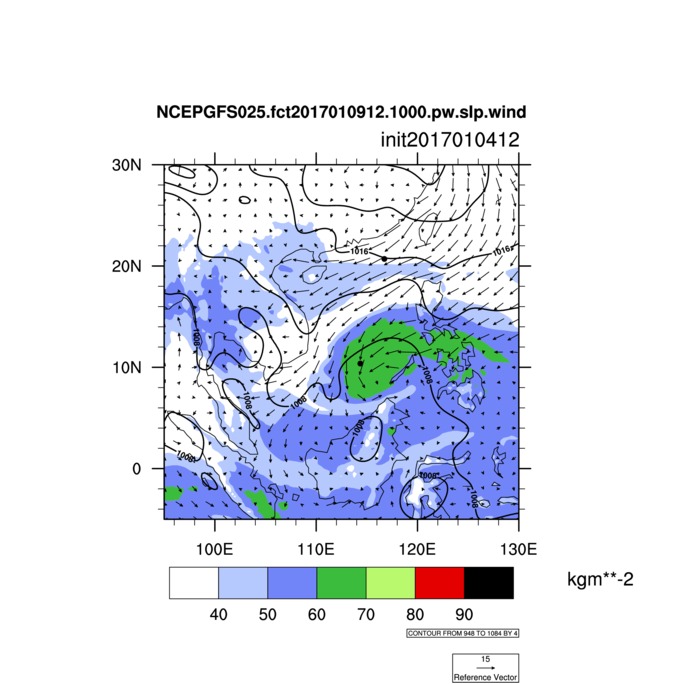 NCEPGFS025.fct2017010912.1000.pw.slp.wind
init2017010412
30N
20N
10N
0
100E
110E
120E
130E
1016
1016
1008
1008
1008
1008
1008
1008
1008
1008
kgm**-2
40
50
60
70
80
90
CONTOUR FROM 948 TO 1084 BY 4
15
Reference Vector